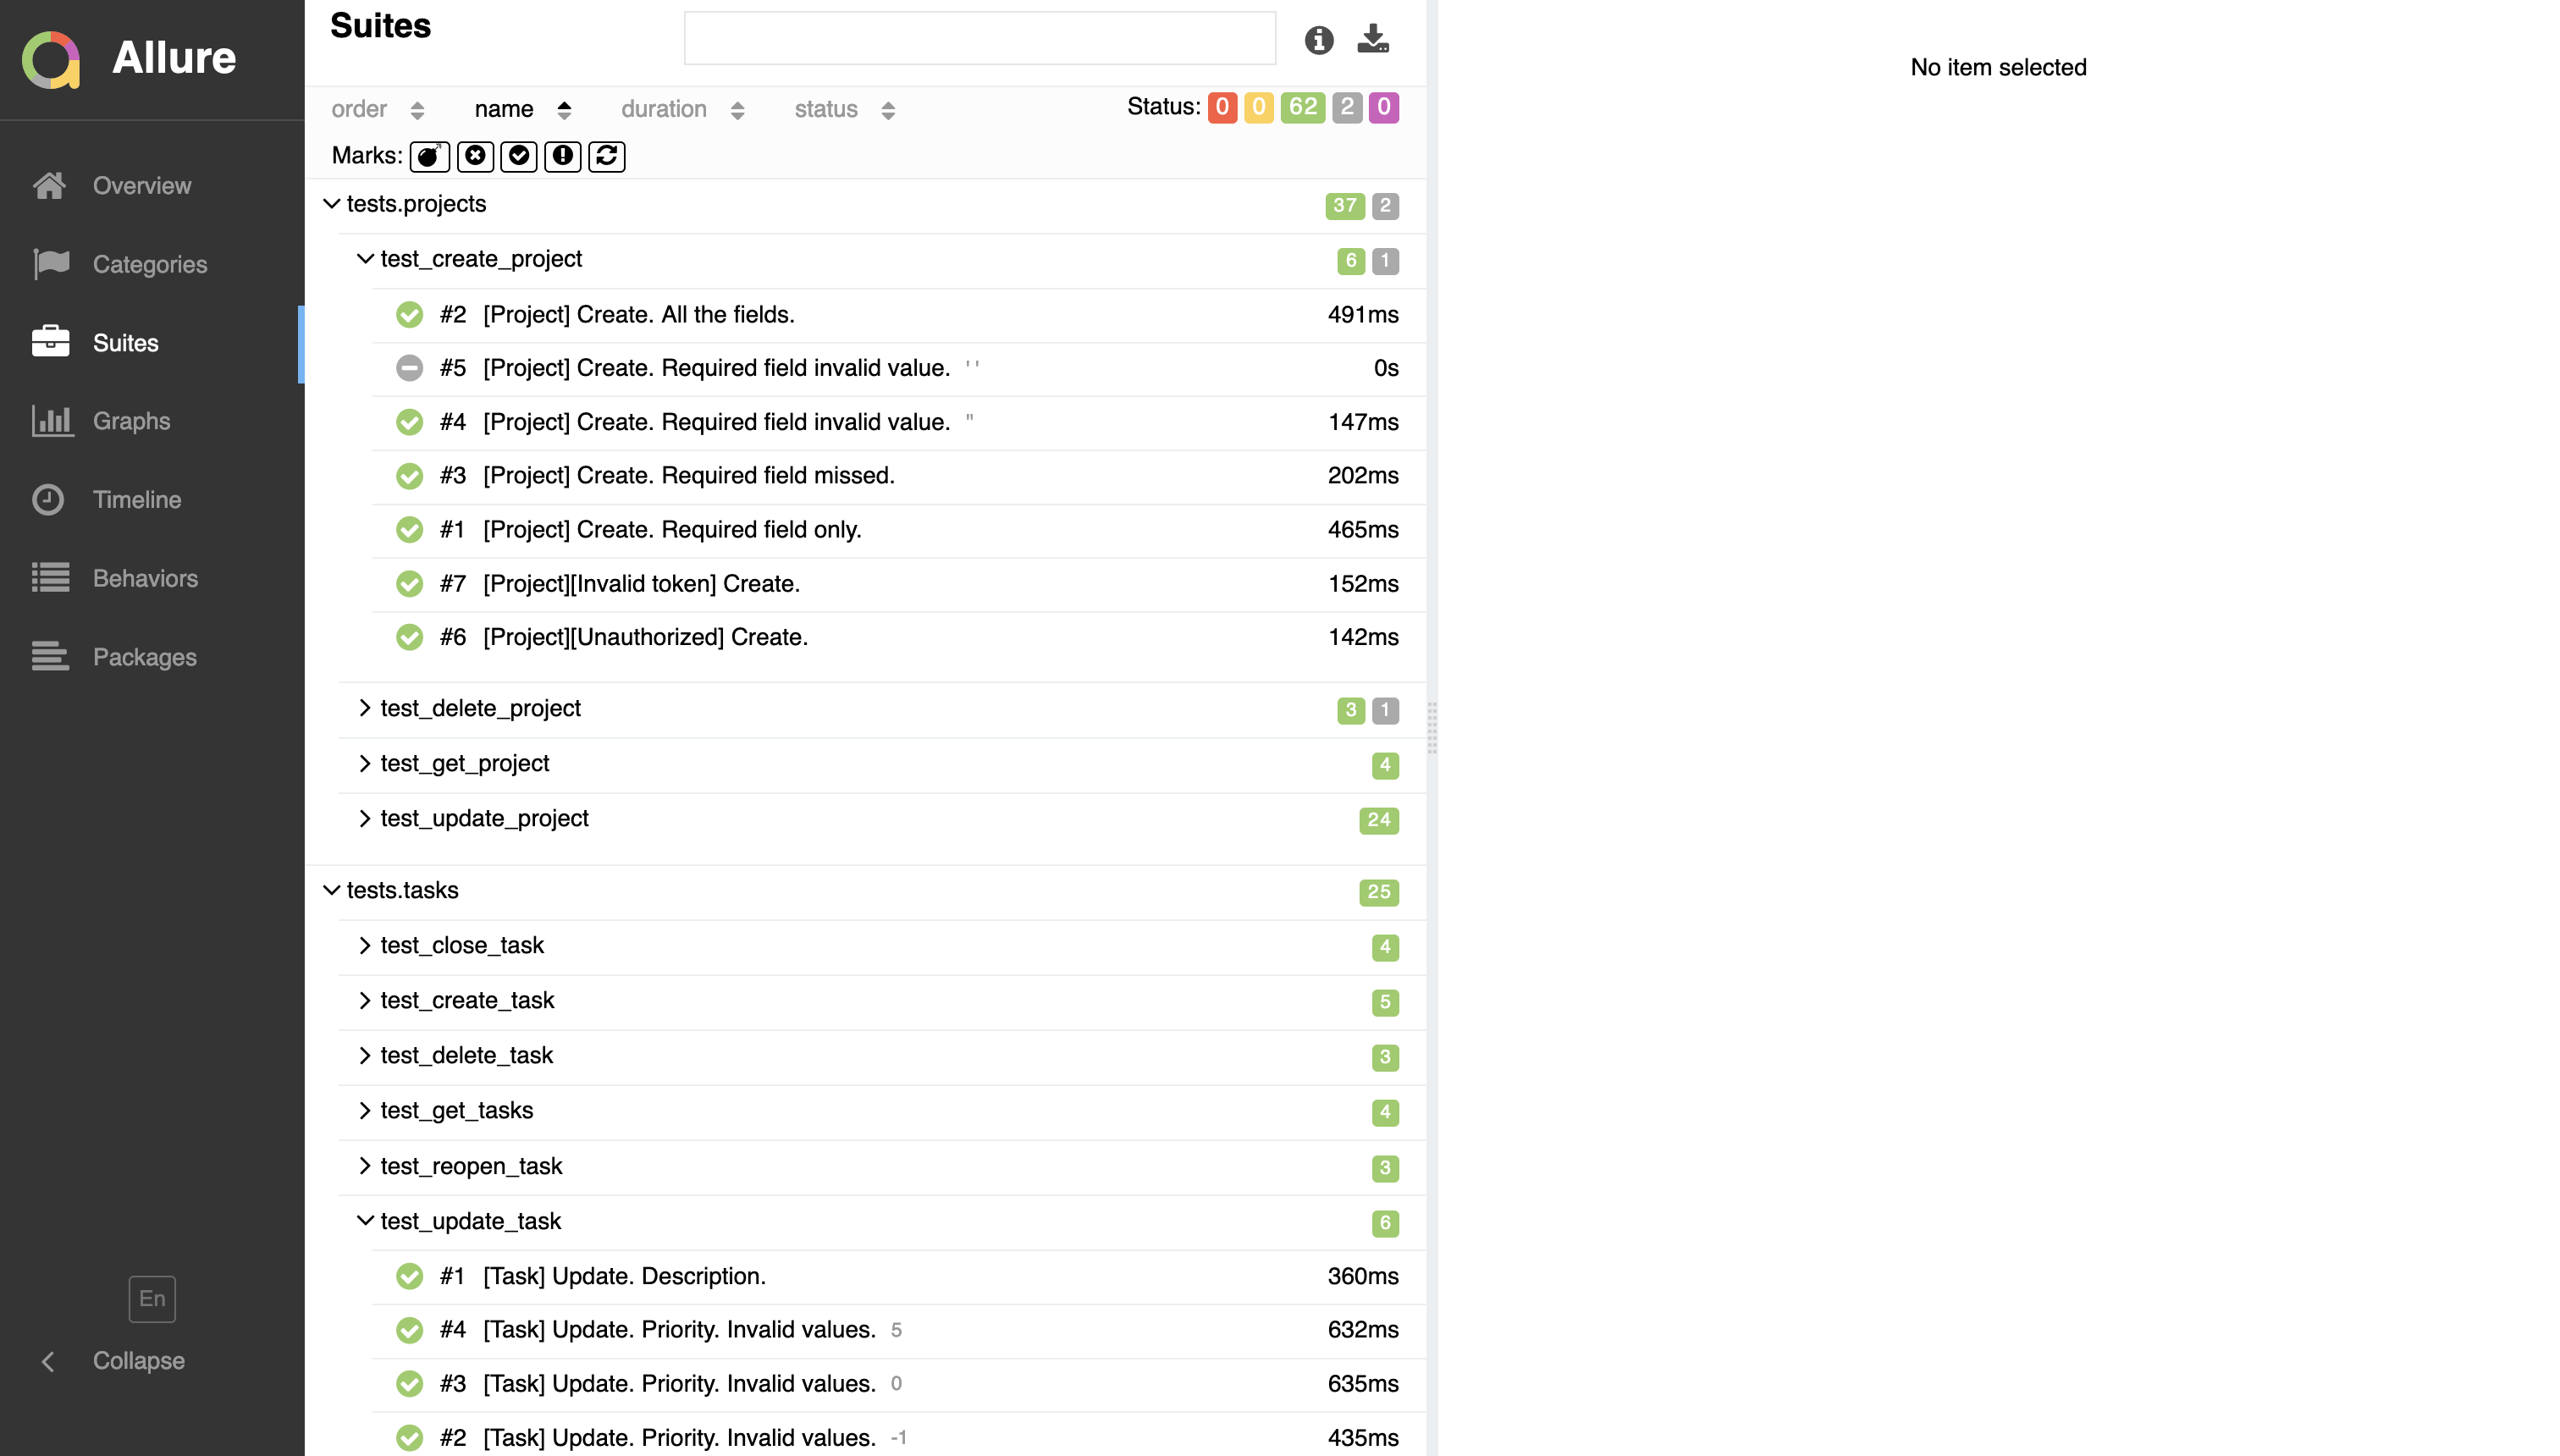 Allure
Overview
Categories
Suites
Graphs
Timeline
Behaviors
Packages
En
Collapse
Suites
order name duration status Status: 0 0 62 2 0
Marks:
tests.projects 37 2
test_create_project 6 1
#2 [Project] Create. All the fields. 491ms
#5 [Project] Create. Required field invalid value. ' ' 0s
#4 [Project] Create. Required field invalid value. '' 147ms
#3 [Project] Create. Required field missed. 202ms
#1 [Project] Create. Required field only. 465ms
#7 [Project][Invalid token] Create. 152ms
#6 [Project][Unauthorized] Create. 142ms
test_delete_project 3 1
test_get_project 4
test_update_project 24
tests.tasks 25
test_close_task 4
test_create_task 5
test_delete_task 3
test_get_tasks 4
test_reopen_task 3
test_update_task 6
#1 [Task] Update. Description. 360ms
#4 [Task] Update. Priority. Invalid values. 5 632ms
#3 [Task] Update. Priority. Invalid values. 0 635ms
#2 [Task] Update. Priority. Invalid values. -1 435ms
No item selected